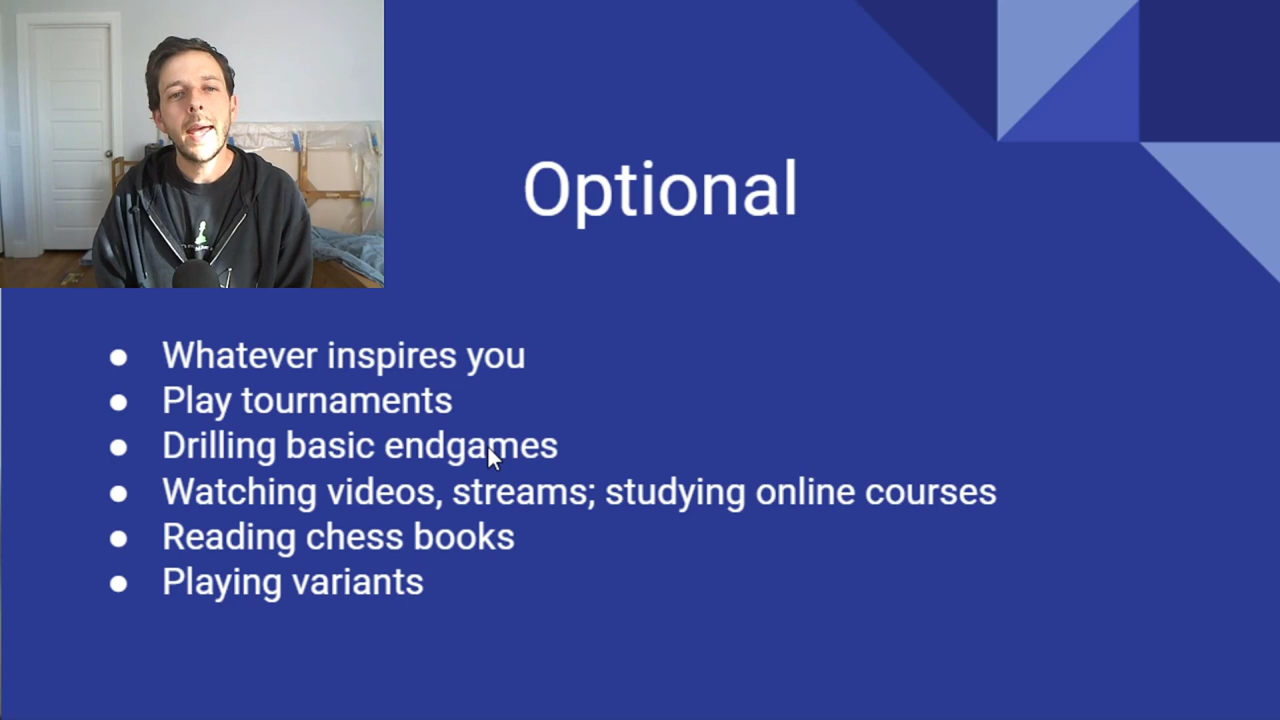 Optional
Whatever inspires you
Play tournaments
Drilling basic endgames
Watching videos, streams; studying online courses
Reading chess books
Playing variants